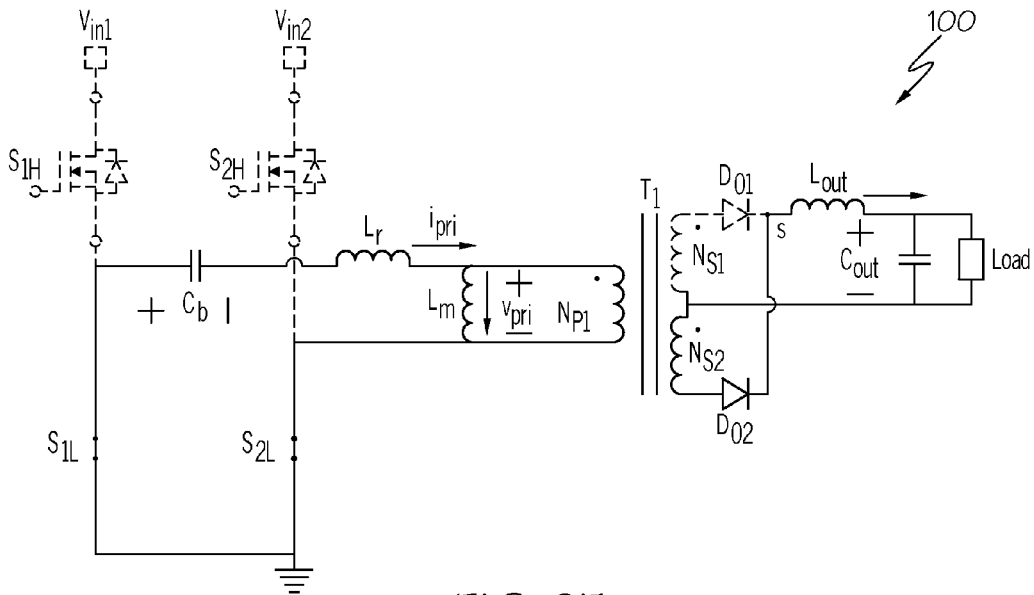 V_in1
V_in2
100
S_1H
S_2H
T_1
D_01
L_out
L_r
i_pri
s
N_S1
C_out
Load
C_b
L_m
v_pri
N_P1
N_S2
D_02
S_1L
S_2L